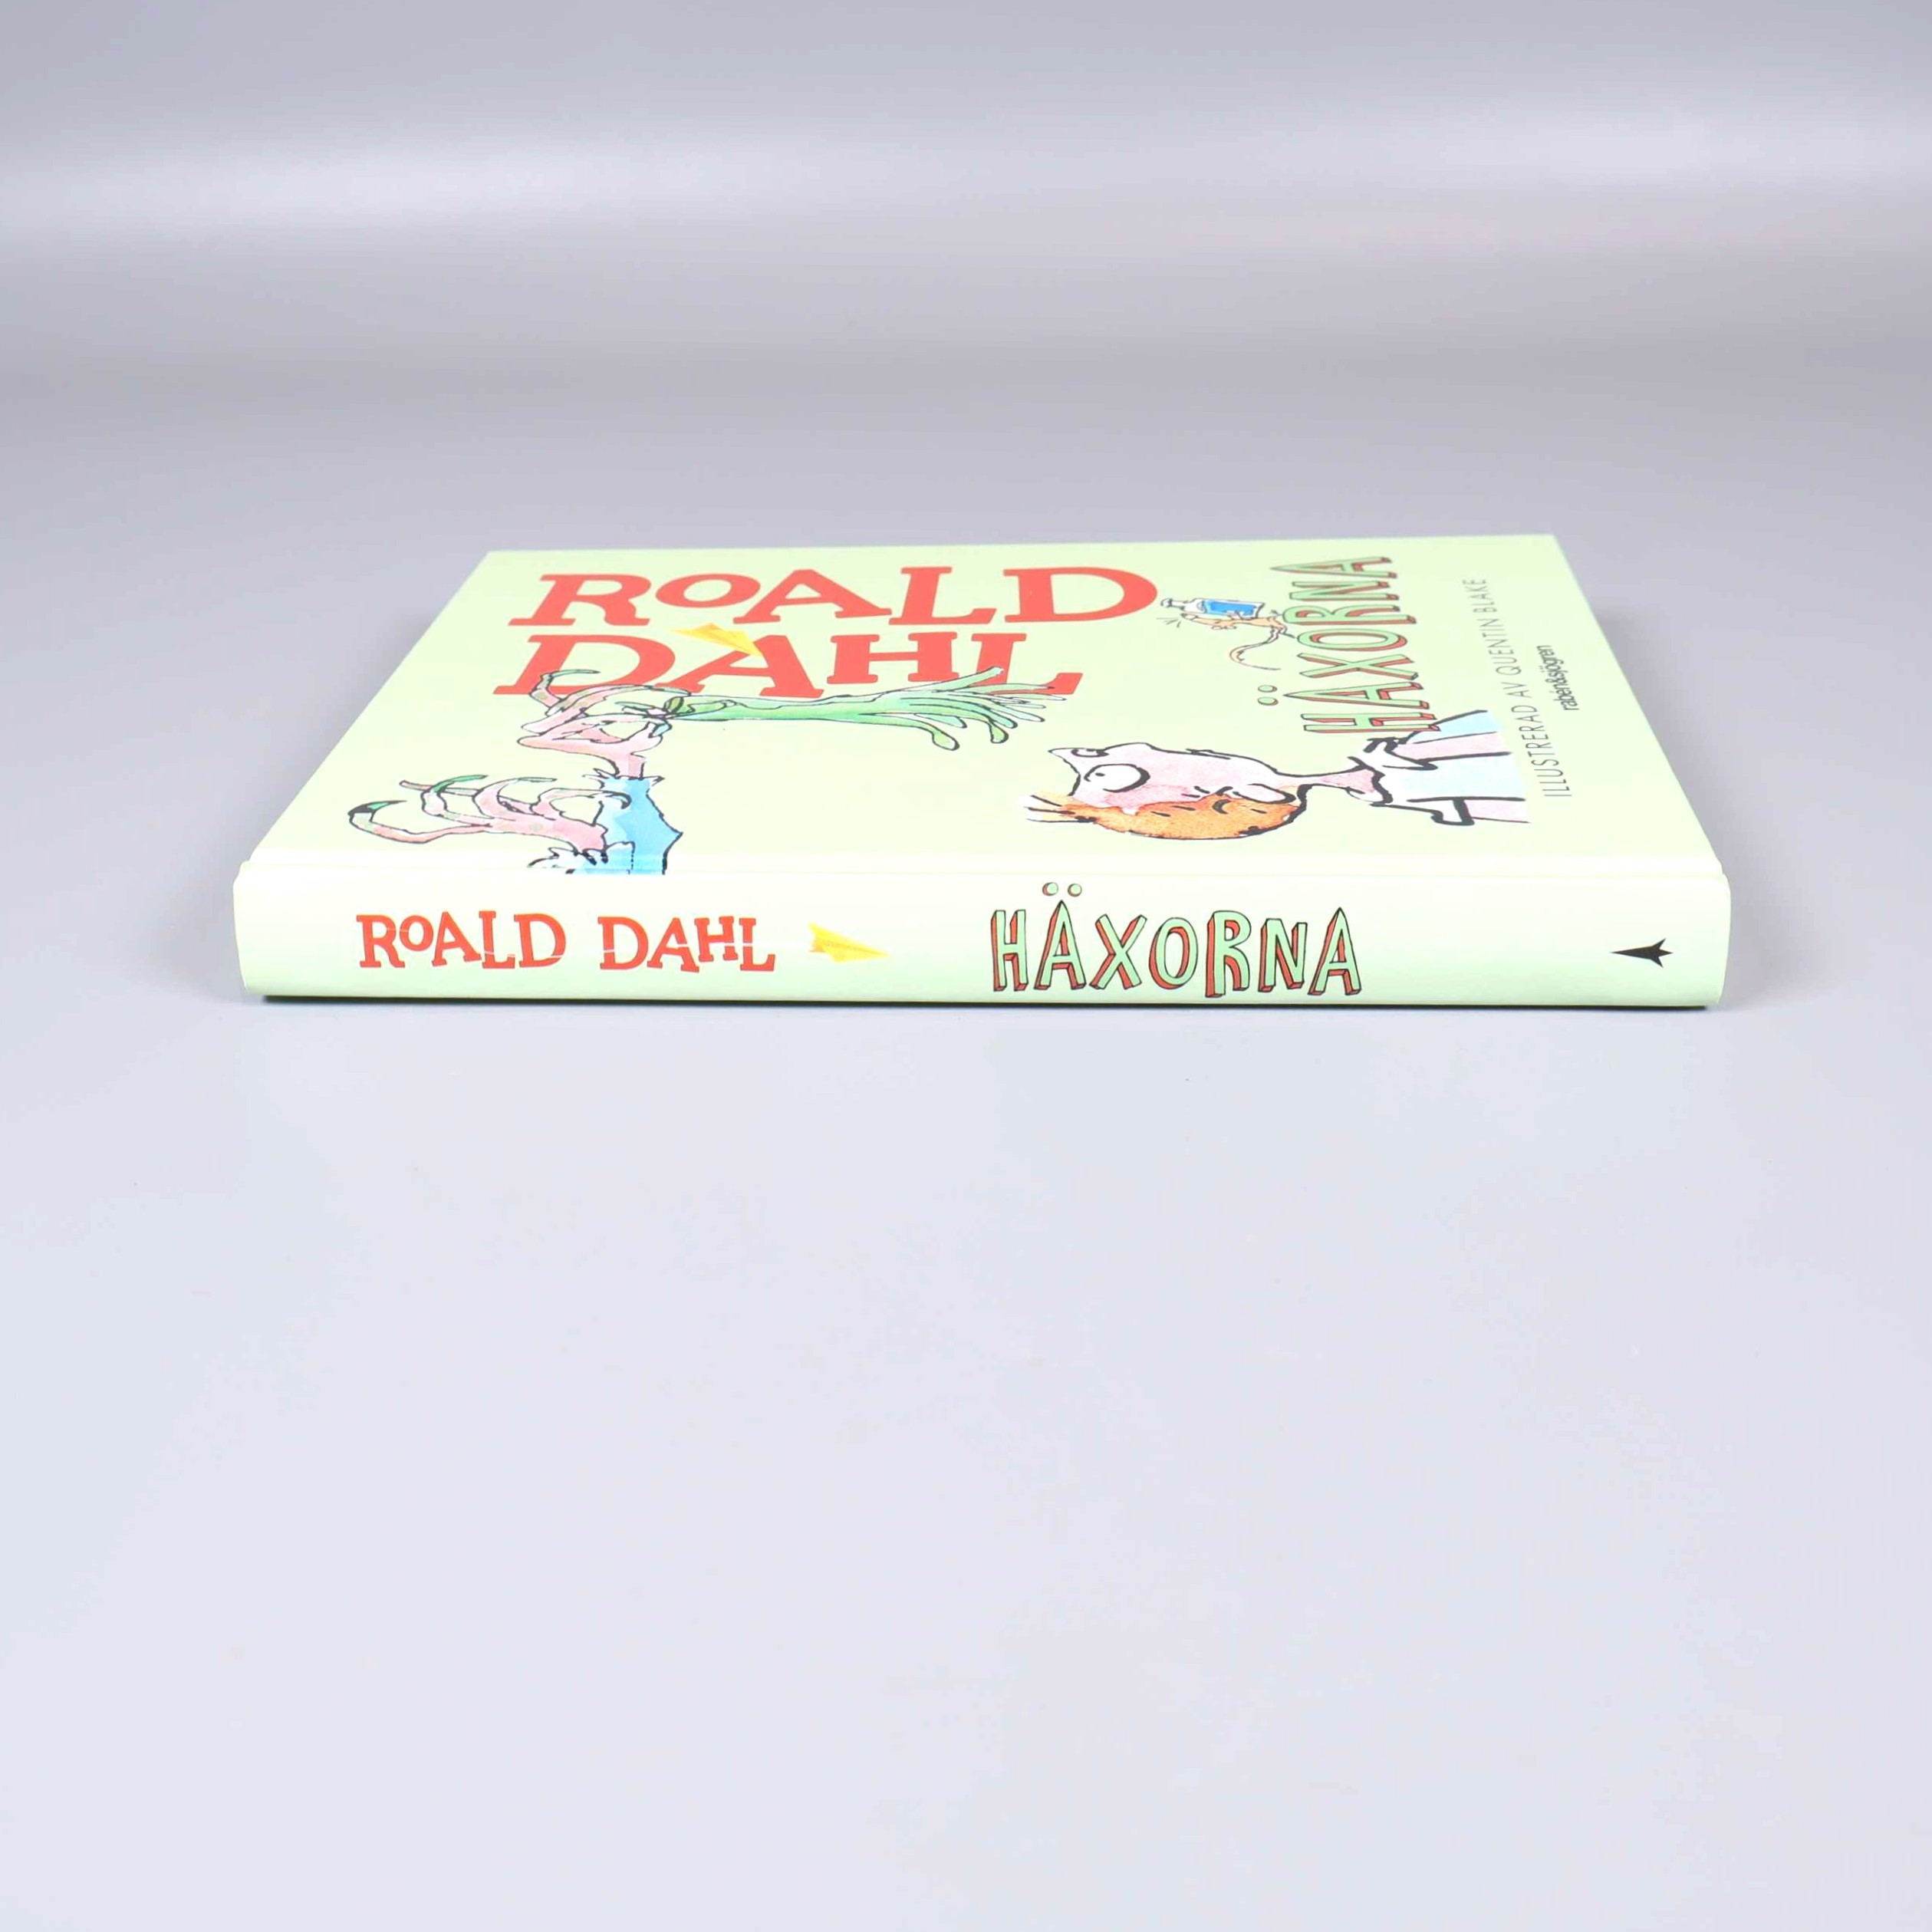 ROALD
DAHL
HÄXORNA
ILLUSTRERAD AV QUENTIN BLAKE
rabén&sjögren
ROALD DAHL HÄXORNA